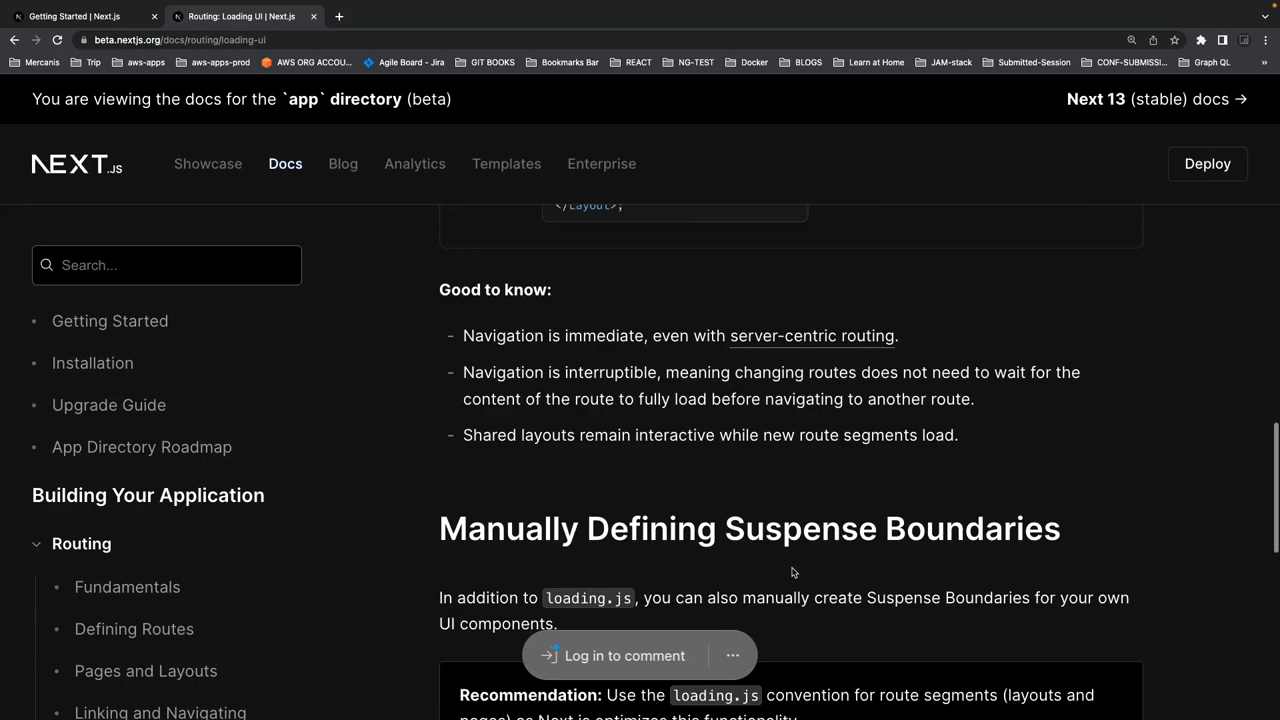 Getting Started | Next.js
Routing: Loading UI | Next.js
beta.nextjs.org/docs/routing/loading-ui
Mercanis
Trip
aws-apps
aws-apps-prod
AWS ORG ACCOU...
Agile Board - Jira
GIT BOOKS
Bookmarks Bar
REACT
NG-TEST
Docker
BLOGS
Learn at Home
JAM-stack
Submitted-Session
CONF-SUBMISSI...
Graph QL
»
You are viewing the docs for the `app` directory (beta)
Next 13 (stable) docs →
NEXT.JS
Showcase
Docs
Blog
Analytics
Templates
Enterprise
Deploy
Search...
Getting Started
Installation
Upgrade Guide
App Directory Roadmap
Building Your Application
Routing
Fundamentals
Defining Routes
Pages and Layouts
Linking and Navigating
</Layout>;
Good to know:
- Navigation is immediate, even with server-centric routing.
- Navigation is interruptible, meaning changing routes does not need to wait for the
content of the route to fully load before navigating to another route.
- Shared layouts remain interactive while new route segments load.
Manually Defining Suspense Boundaries
In addition to loading.js, you can also manually create Suspense Boundaries for your own
UI components.
Log in to comment
Recommendation: Use the loading.js convention for route segments (layouts and
pages) as Next is optimizes this functionality.